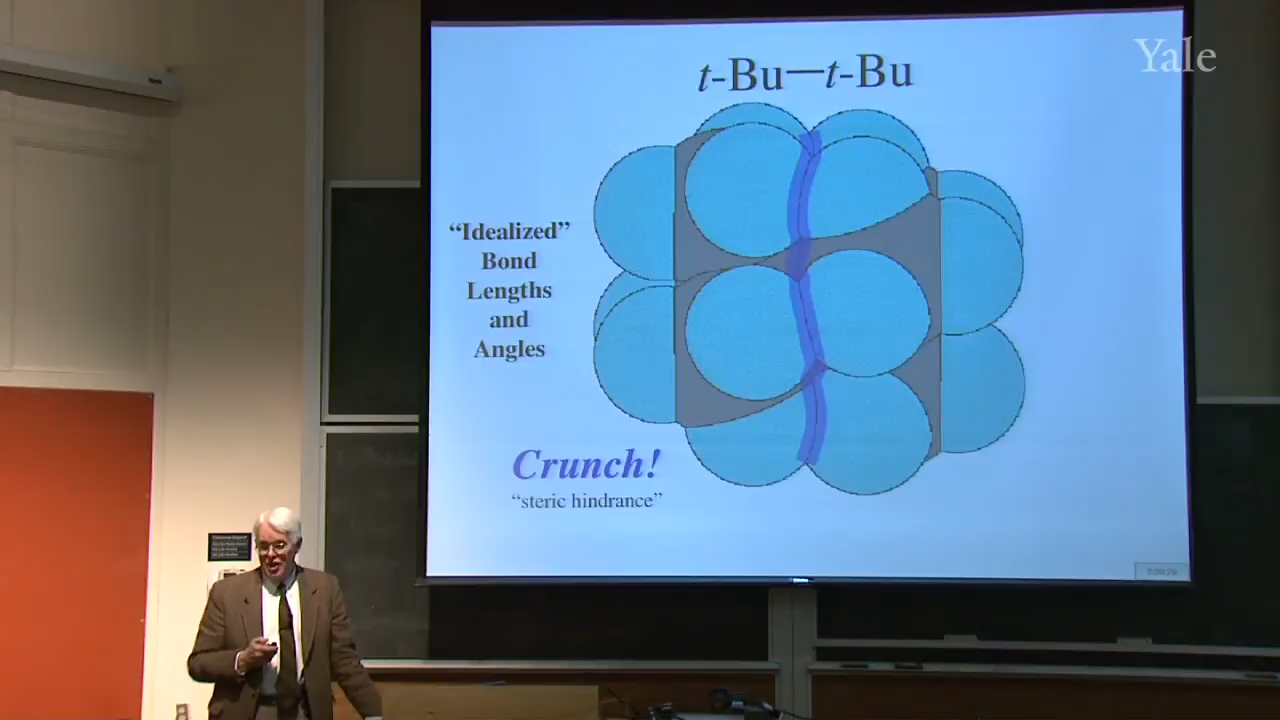 Yale
t-Bu—t-Bu
“Idealized”
Bond
Lengths
and
Angles
Crunch!
“steric hindrance”